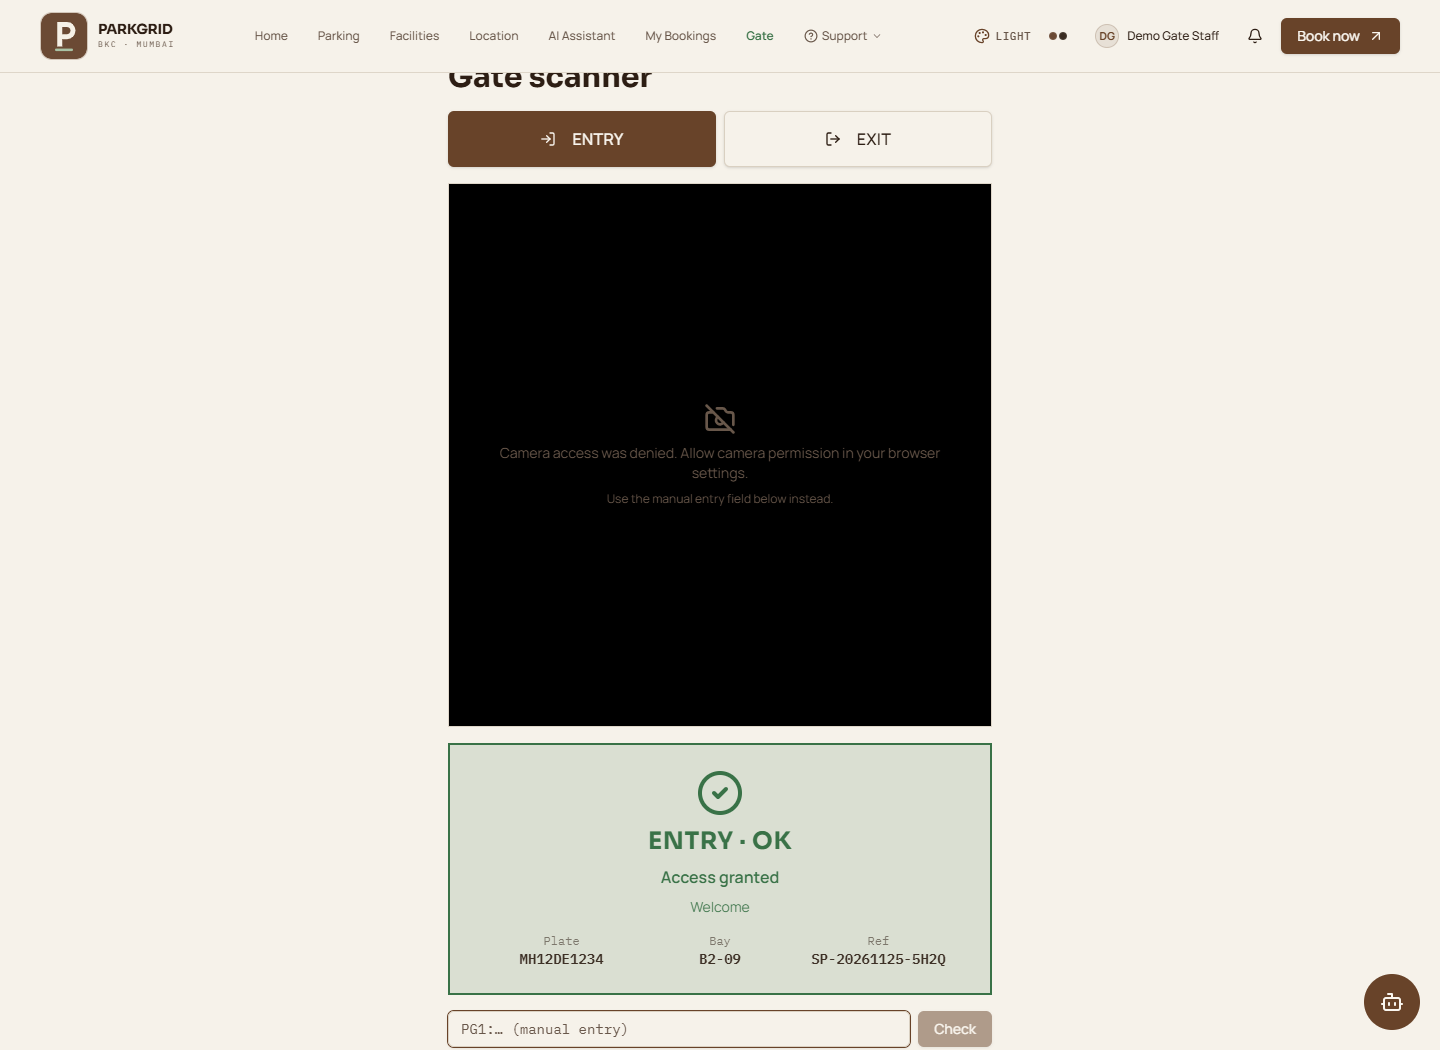 P
PARKGRID
BKC - MUMBAI
Home
Parking
Facilities
Location
AI Assistant
My Bookings
Gate
Support
LIGHT
DG
Demo Gate Staff
Book now
Gate scanner
ENTRY
EXIT
Camera access was denied. Allow camera permission in your browser
settings.
Use the manual entry field below instead.
ENTRY · OK
Access granted
Welcome
Plate
MH12DE1234
Bay
B2-09
Ref
SP-20261125-5H2Q
PG1:… (manual entry)
Check